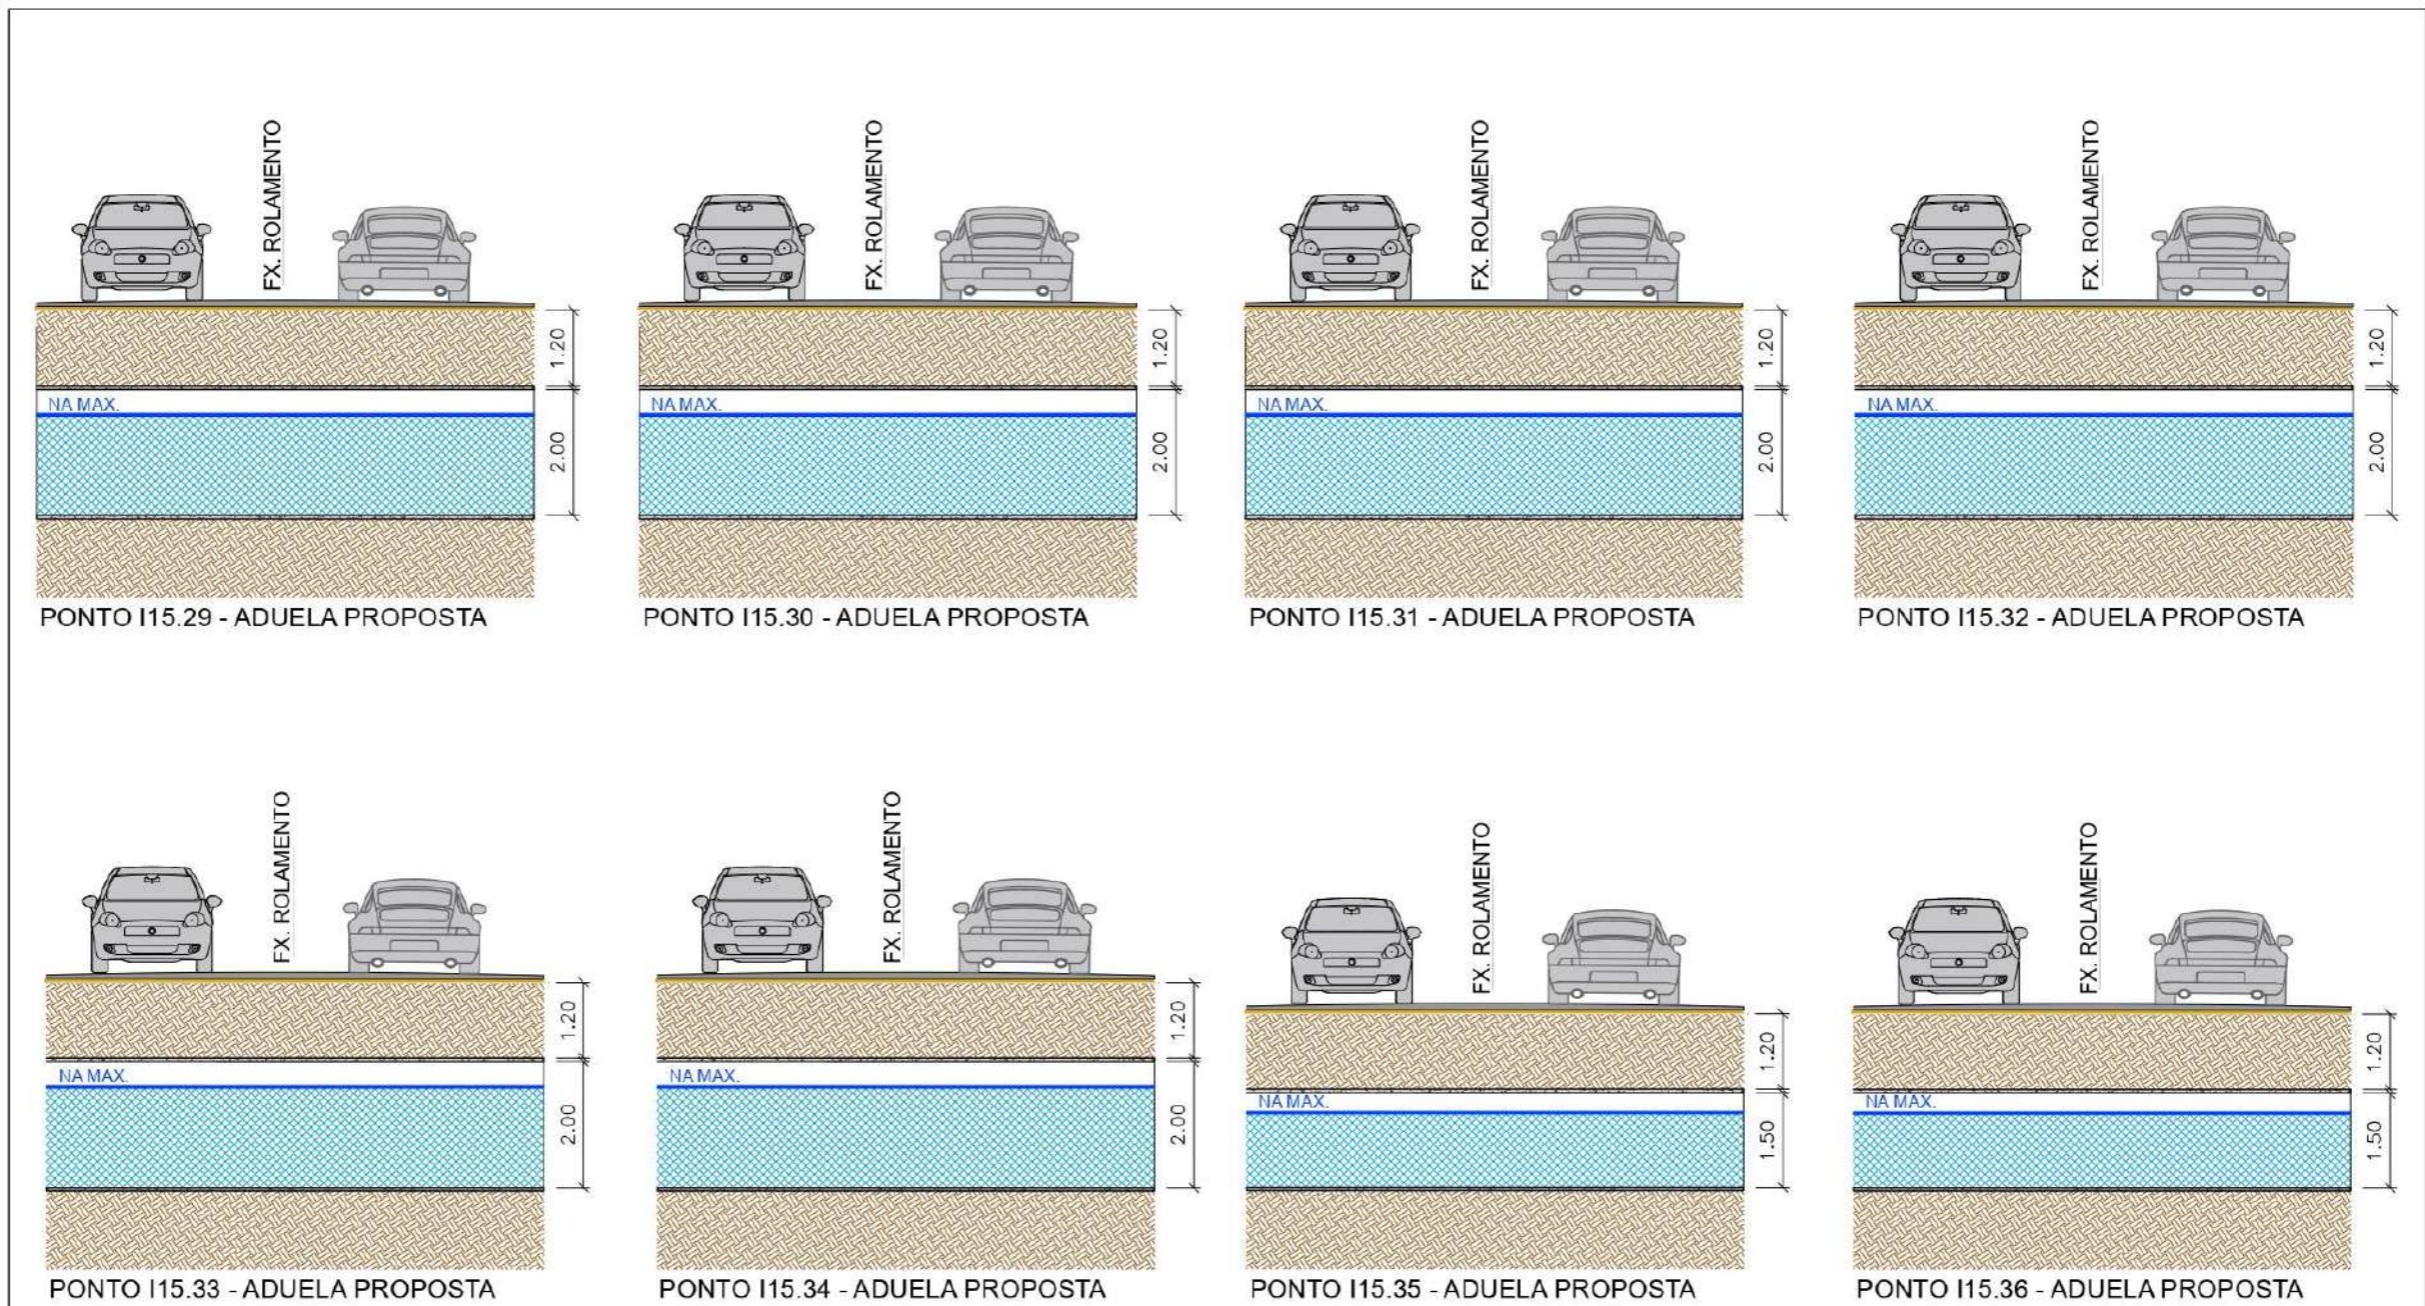 FX. ROLAMENTO
1.20
NA MAX.
2.00
PONTO I15.29 - ADUELA PROPOSTA
FX. ROLAMENTO
1.20
NA MAX.
2.00
PONTO I15.30 - ADUELA PROPOSTA
FX. ROLAMENTO
1.20
NA MAX.
2.00
PONTO I15.31 - ADUELA PROPOSTA
FX. ROLAMENTO
1.20
NA MAX.
2.00
PONTO I15.32 - ADUELA PROPOSTA
FX. ROLAMENTO
1.20
NA MAX.
2.00
PONTO I15.33 - ADUELA PROPOSTA
FX. ROLAMENTO
1.20
NA MAX.
2.00
PONTO I15.34 - ADUELA PROPOSTA
FX. ROLAMENTO
1.20
NA MAX.
1.50
PONTO I15.35 - ADUELA PROPOSTA
FX. ROLAMENTO
1.20
NA MAX.
1.50
PONTO I15.36 - ADUELA PROPOSTA